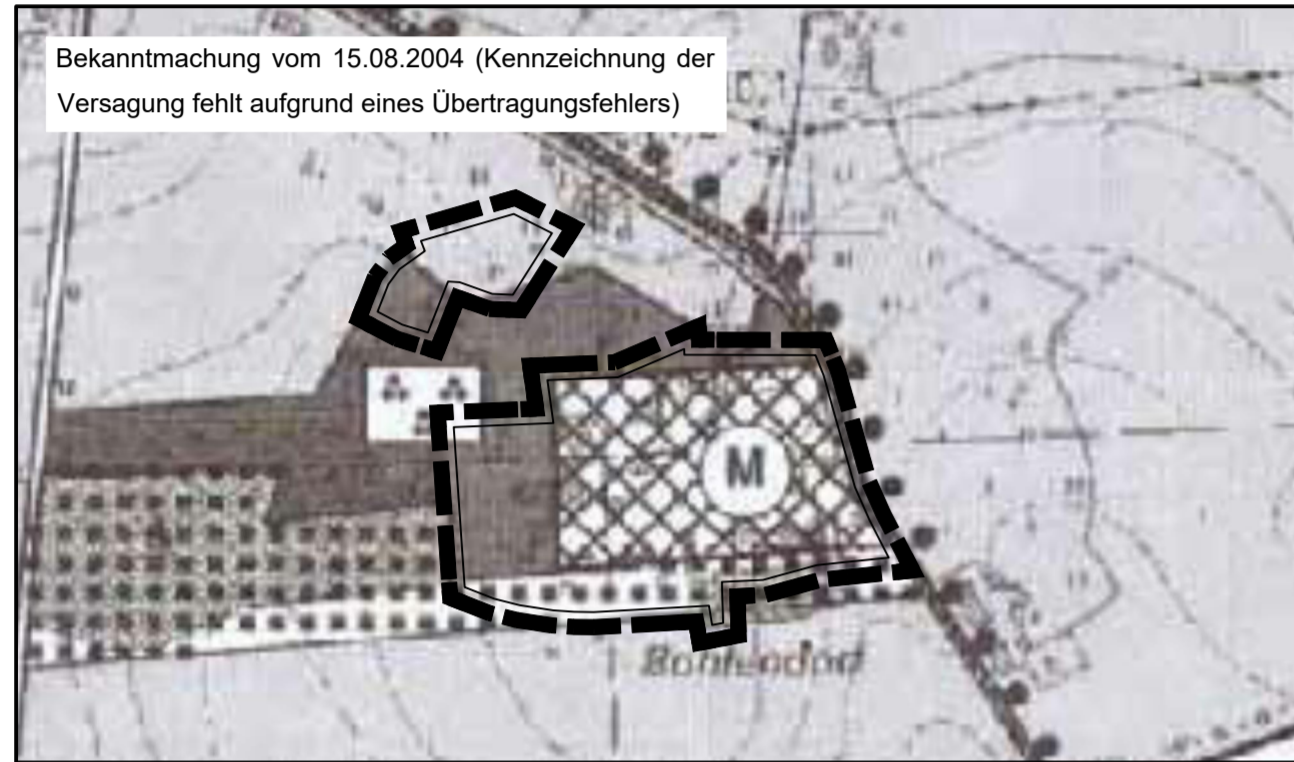 Bekanntmachung vom 15.08.2004 (Kennzeichnung der
Versagung fehlt aufgrund eines Übertragungsfehlers)
M